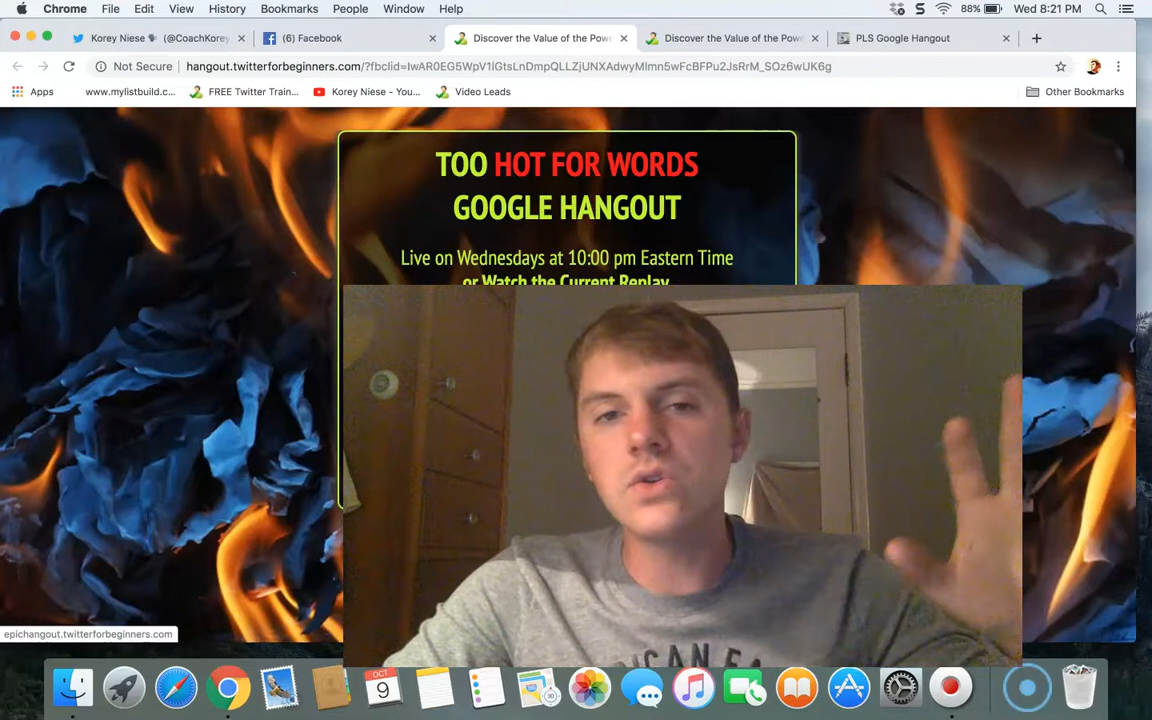 Chrome File Edit View History Bookmarks People Window Help 88% Wed 8:21 PM
Korey Niese (@CoachKorey
(6) Facebook
Discover the Value of the Powe
Discover the Value of the Powe
PLS Google Hangout
Not Secure hangout.twitterforbeginners.com/?fbclid=IwAR0EG5WpV1lGtsLnDmpQLLZjUNXAdwyMlmn5wFcBFPu2JsRrM_SOz6wUK6g
Apps www.mylistbuild.c... FREE Twitter Train... Korey Niese - You... Video Leads Other Bookmarks
TOO HOT FOR WORDS
GOOGLE HANGOUT
Live on Wednesdays at 10:00 pm Eastern Time
or Watch the Current Replay
epichangout.twitterforbeginners.com
OCT
9